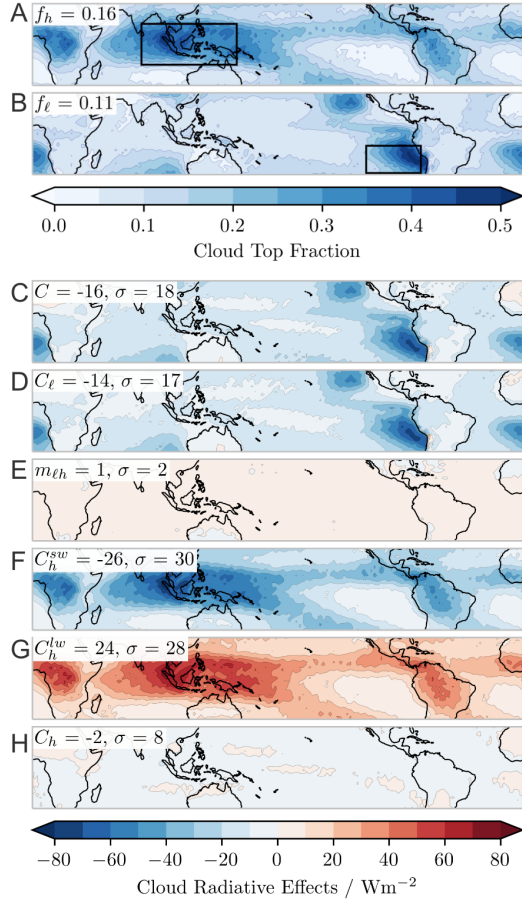 A
f_h = 0.16
B
f_ℓ = 0.11
0.0 0.1 0.2 0.3 0.4 0.5
Cloud Top Fraction
C
C = -16, σ = 18
D
C_ℓ = -14, σ = 17
E
m_ℓh = 1, σ = 2
F
C_h^sw = -26, σ = 30
G
C_h^lw = 24, σ = 28
H
C_h = -2, σ = 8
−80 −60 −40 −20 0 20 40 60 80
Cloud Radiative Effects / Wm⁻²